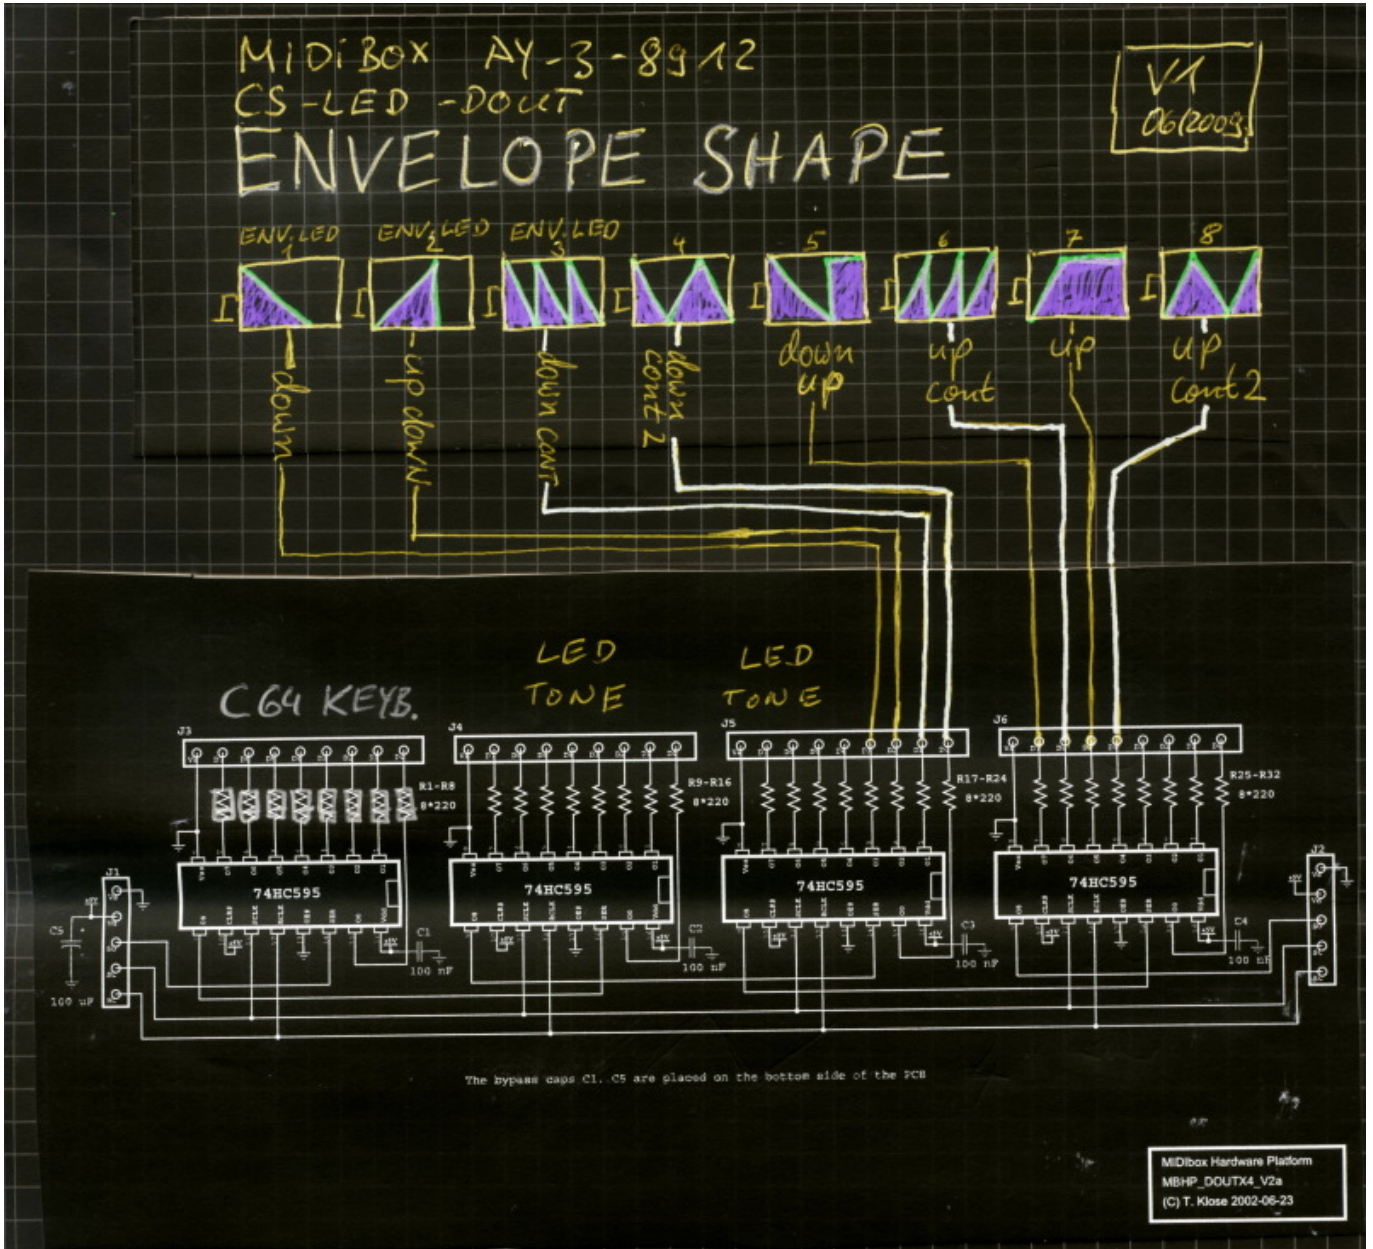 MIDIBOX AY-3-8912
CS-LED-DOUT
V1
06/2009
ENVELOPE SHAPE
ENV.LED 1
ENV.LED 2
ENV.LED 3
4
5
6
7
8
down
up down
down cont
down cont 2
down up
up cont
up
up cont 2
LED TONE
LED TONE
C64 KEYB.
J3
J4
J5
J6
R1-R8
8*220
R9-R16
8*220
R17-R24
8*220
R25-R32
8*220
74HC595
74HC595
74HC595
74HC595
J1
J2
C5
100 uF
C1
100 nF
C2
100 nF
C3
100 nF
C4
100 nF
The bypass caps C1..C5 are placed on the bottom side of the PCB
MIDIbox Hardware Platform
MBHP_DOUTX4_V2a
(C) T. Klose 2002-06-23